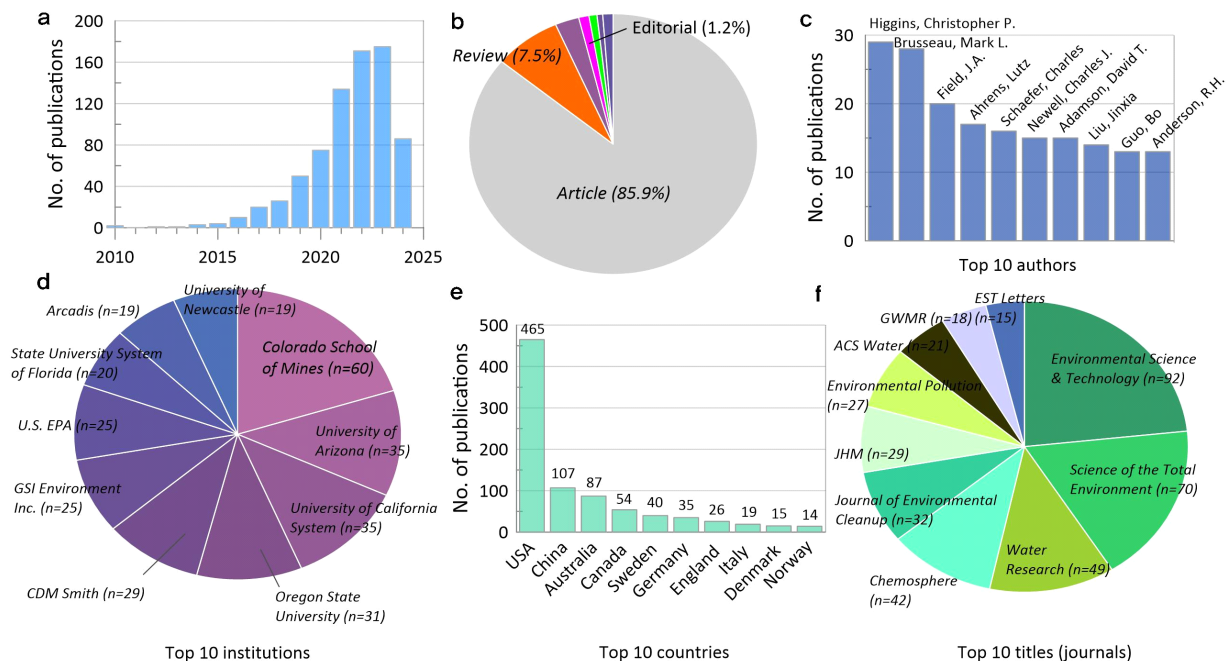 a
No. of publications
200
160
120
80
40
0
2010
2015
2020
2025
b
Review (7.5%)
Editorial (1.2%)
Article (85.9%)
c
No. of publications
30
20
10
0
Higgins, Christopher P.
Brusseau, Mark L.
Field, J.A.
Ahrens, Lutz
Schaefer, Charles
Newell, Charles J.
Adamson, David T.
Liu, Jinxia
Guo, Bo
Anderson, R.H.
Top 10 authors
d
University of
Newcastle (n=19)
Arcadis (n=19)
Colorado School
of Mines (n=60)
State University System
of Florida (n=20)
U.S. EPA (n=25)
University of
Arizona (n=35)
GSI Environment
Inc. (n=25)
University of California
System (n=35)
CDM Smith (n=29)
Oregon State
University (n=31)
Top 10 institutions
e
No. of publications
500
400
300
200
100
0
465
107
87
54
40
35
26
19
15
14
USA
China
Australia
Canada
Sweden
Germany
England
Italy
Denmark
Norway
Top 10 countries
f
EST Letters
(n=15)
GWMR (n=18)
ACS Water (n=21)
Environmental Science
& Technology (n=92)
Environmental Pollution
(n=27)
JHM (n=29)
Science of the Total
Environment (n=70)
Journal of Environmental
Cleanup (n=32)
Water
Research (n=49)
Chemosphere
(n=42)
Top 10 titles (journals)